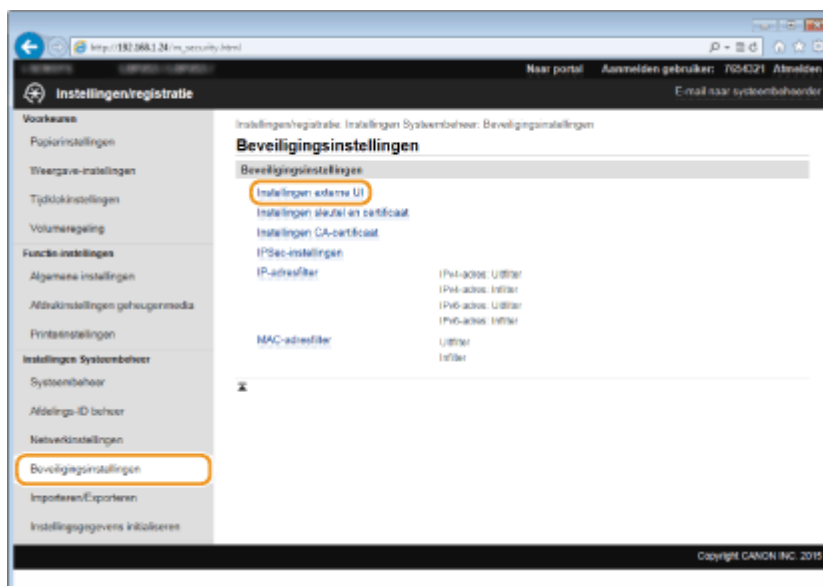 http://192.168.1.24/m_security.html
Naar portal Aanmelden gebruiker: 7654321 Afmelden
Instellingen/registratie
E-mail naar systeembeheerder
Voorkeuren
Papierinstellingen
Weergave-instellingen
Tijdklokinstellingen
Volumeregeling
Functie-instellingen
Algemene instellingen
Afdrukinstellingen geheugenmedia
Printerinstellingen
Instellingen Systeembeheer
Systeembeheer
Afdelings-ID beheer
Netwerkinstellingen
Beveiligingsinstellingen
Importeren/Exporteren
Instellingsgegevens initialiseren
Instellingen/registratie: Instellingen Systeembeheer: Beveiligingsinstellingen
Beveiligingsinstellingen
Beveiligingsinstellingen
Instellingen externe UI
Instellingen sleutel en certificaat
Instellingen CA-certificaat
IPSec-instellingen
IP-adresfilter
IPv4-adres: Uitfilter
IPv4-adres: Infilter
IPv6-adres: Uitfilter
IPv6-adres: Infilter
MAC-adresfilter
Uitfilter
Infilter
Copyright CANON INC. 2015